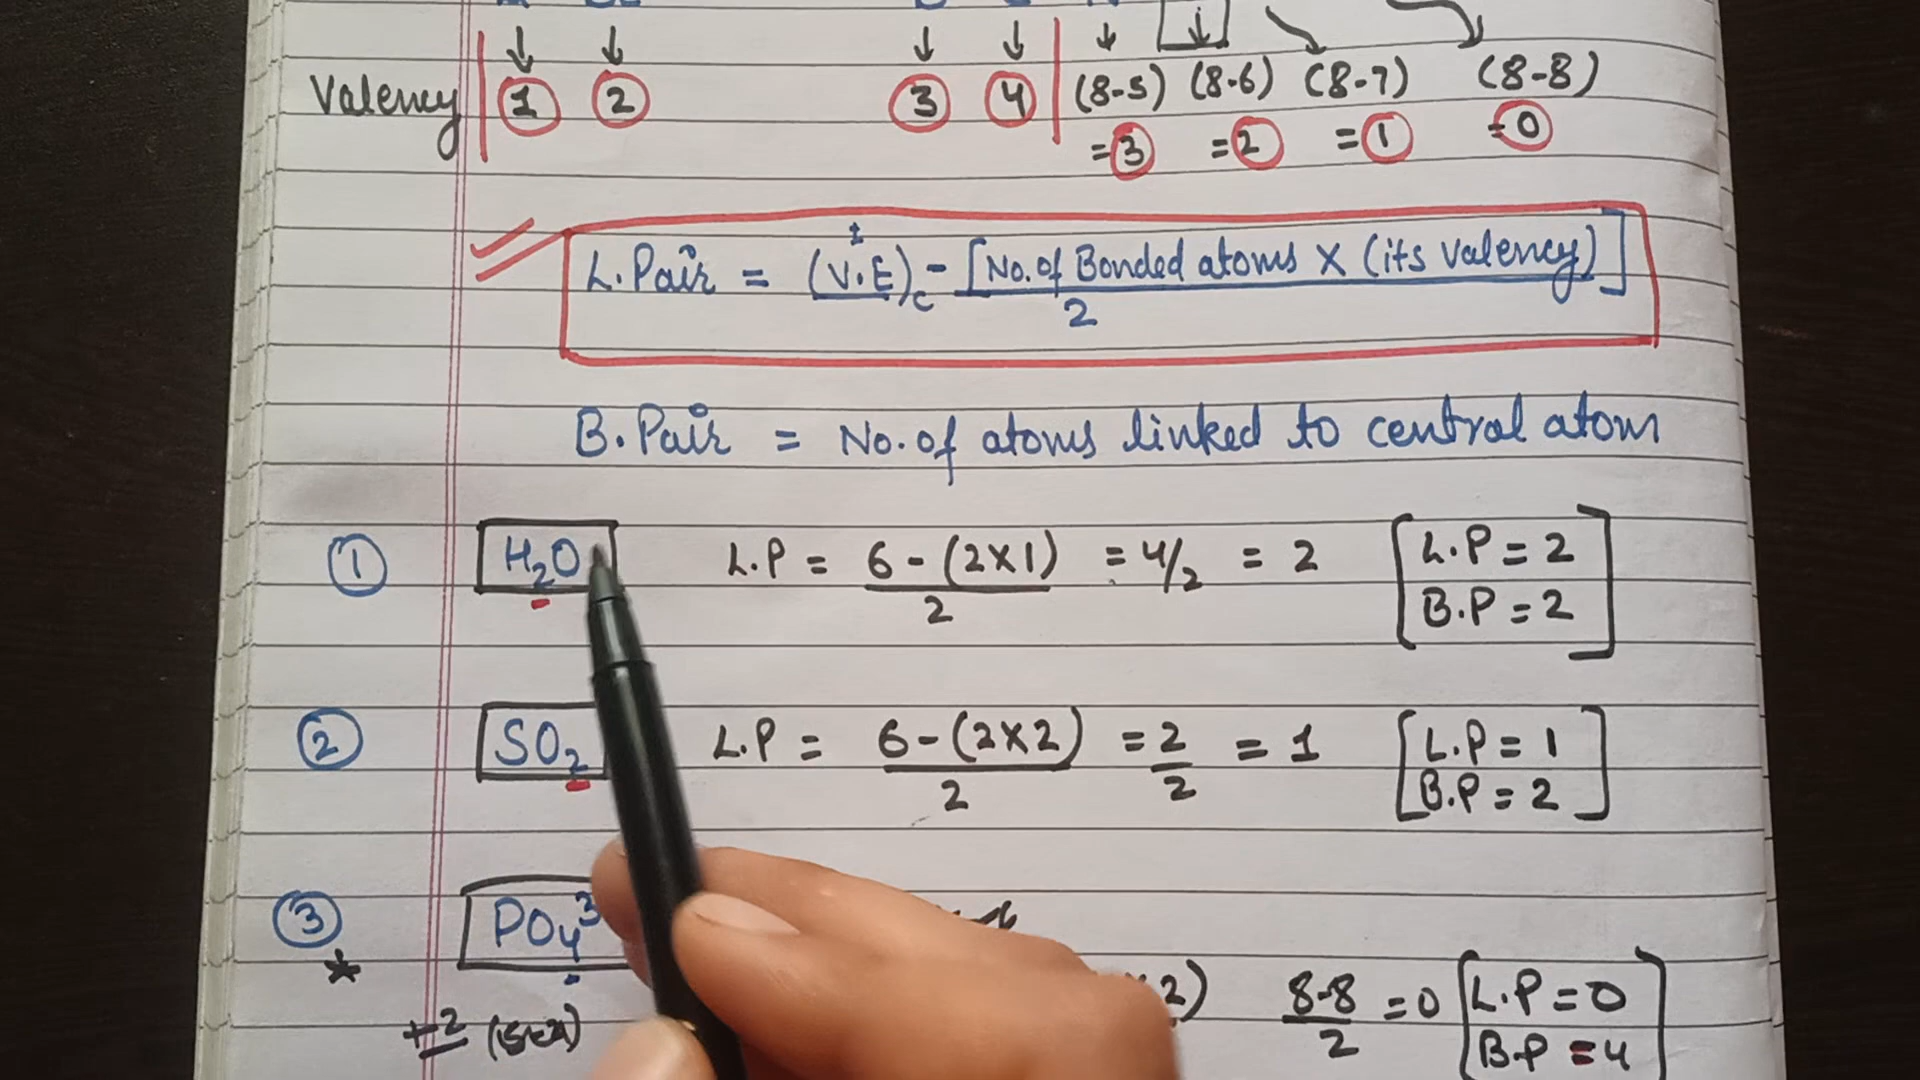 Valency 1 2 3 4 (8-5) (8-6) (8-7) (8-8)
=3 =2 =1 =0
L.Pair = (V.E)c - [No. of Bonded atoms X (its valency)]
2
B.Pair = No. of atoms linked to central atom
1 H2O L.P = 6-(2X1) = 4/2 = 2 [L.P = 2
2 B.P = 2]
2 SO2 L.P = 6-(2X2) = 2 = 1 [L.P = 1
2 2 B.P = 2]
3 PO4 3
* 2) 8-8 = 0 [L.P = 0
2 B.P = 4